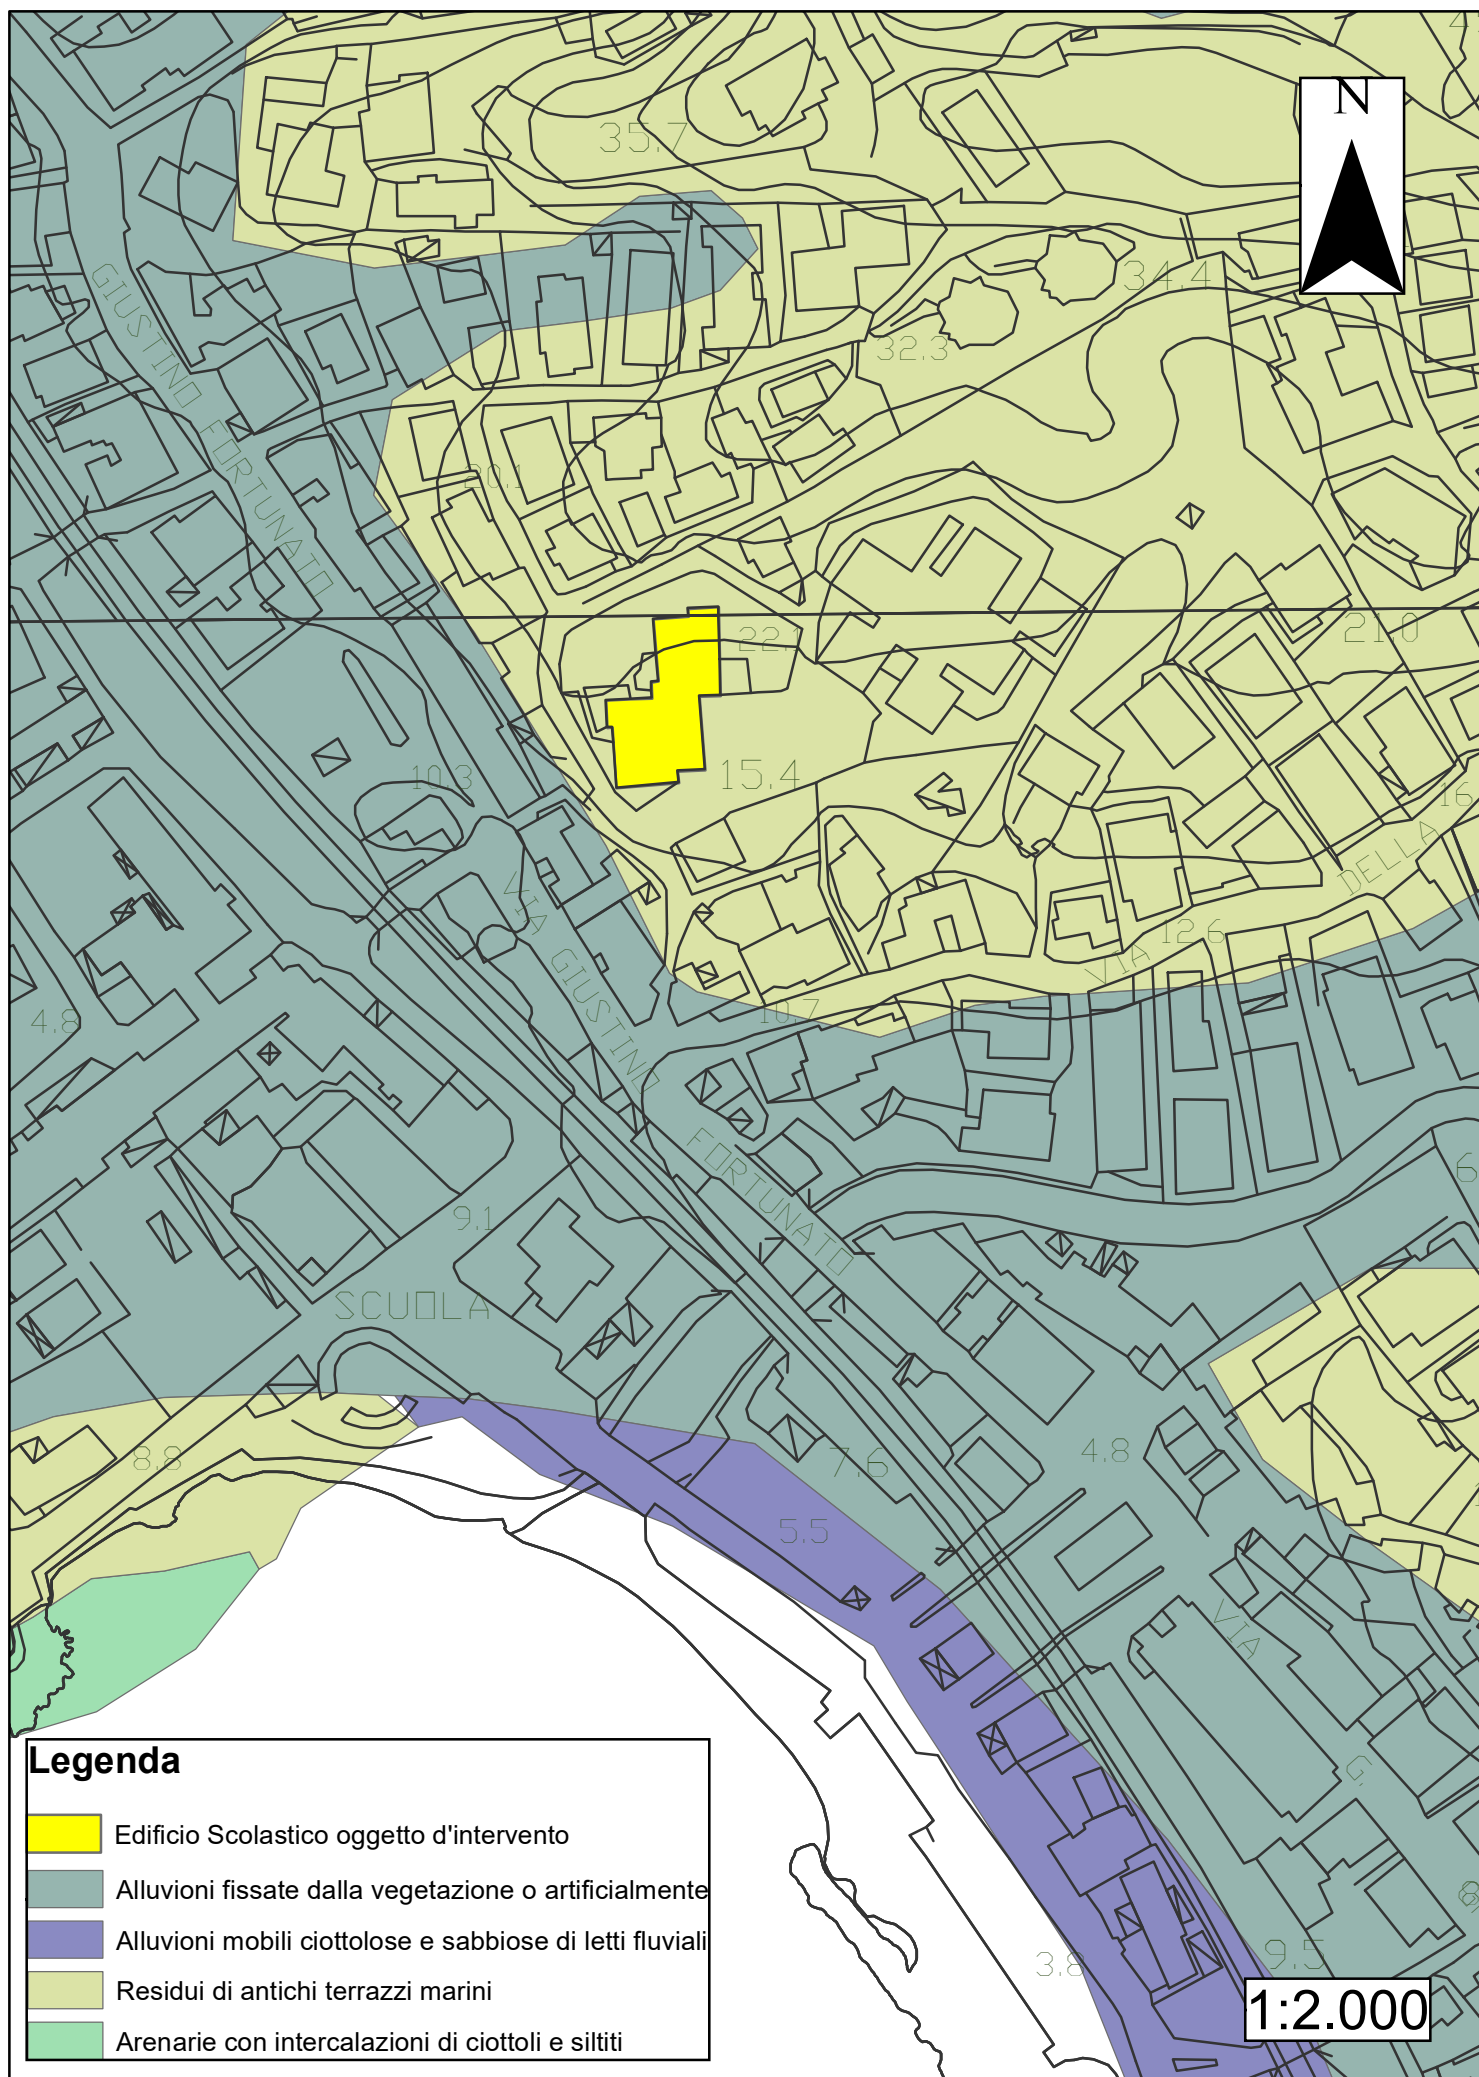 N
35.7
34.4
32.3
GIUSTINO FORTUNATO
20.1
22.1
21.0
10.3
15.4
16
DELLA
VIA
12.6
10.7
4.8
VIA GIUSTINO
FORTUNATO
9.1
SCUOLA
6
8.8
7.6
4.8
5.5
VIA
G.
3.8
9.5
8
1:2.000
Legenda
Edificio Scolastico oggetto d'intervento
Alluvioni fissate dalla vegetazione o artificialmente
Alluvioni mobili ciottolose e sabbiose di letti fluviali
Residui di antichi terrazzi marini
Arenarie con intercalazioni di ciottoli e siltiti